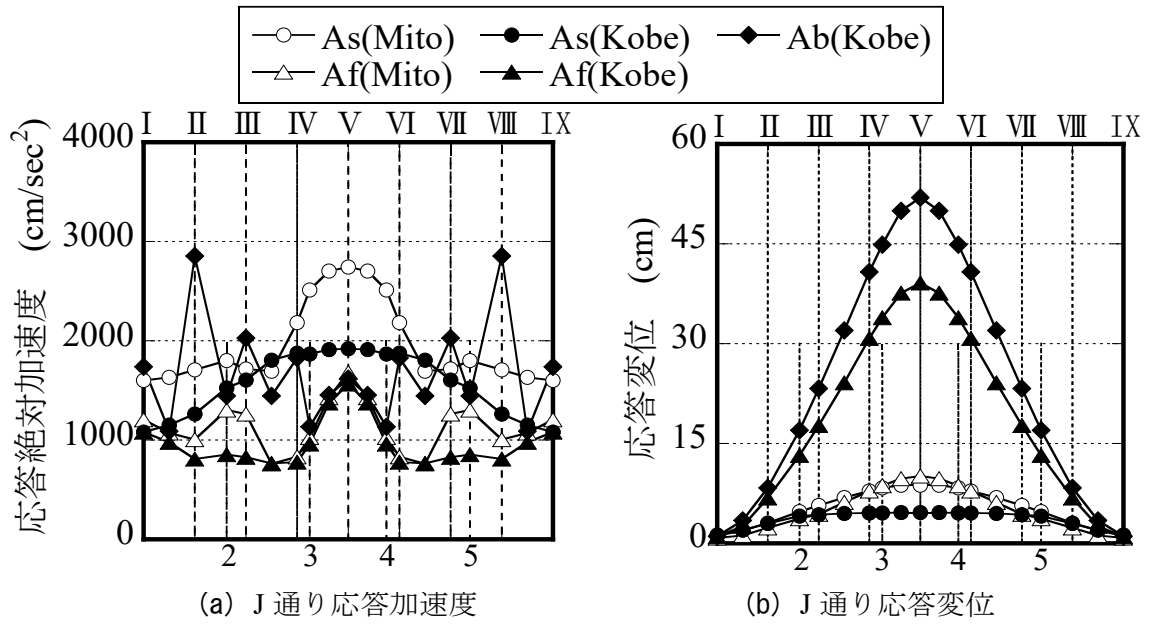 As(Mito) As(Kobe) Ab(Kobe)
Af(Mito) Af(Kobe)
I II III IV V VI VII VIII IX
4000
3000
2000
1000
0
応答絶対加速度 (cm/sec²)
2 3 4 5
(a) J 通り応答加速度
I II III IV V VI VII VIII IX
60
45
30
15
0
応答変位 (cm)
2 3 4 5
(b) J 通り応答変位